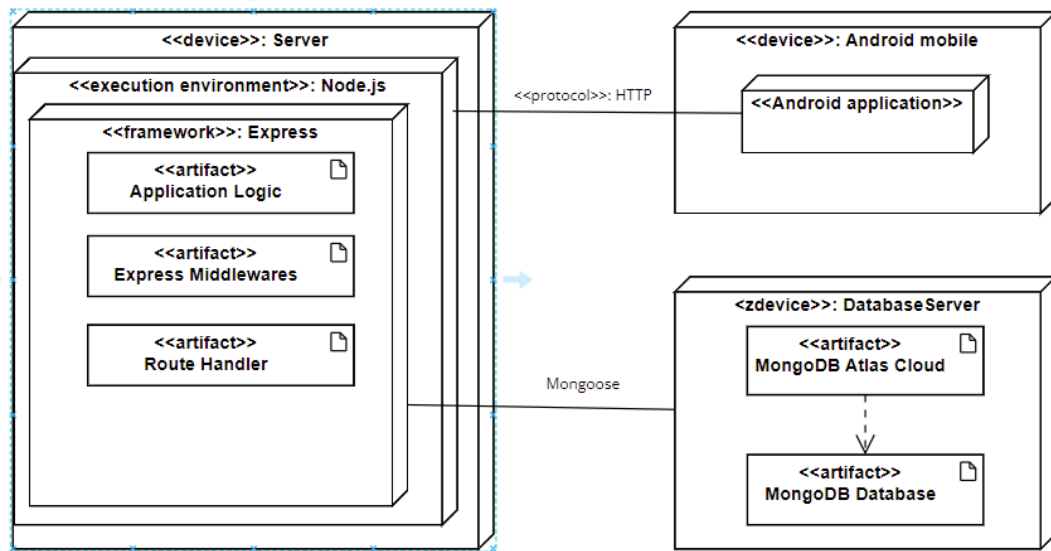 <<device>>: Server
<<execution environment>>: Node.js
<<framework>>: Express
<<artifact>>
Application Logic
<<artifact>>
Express Middlewares
<<artifact>>
Route Handler
<<protocol>>: HTTP
<<device>>: Android mobile
<<Android application>>
Mongoose
<zdevice>>: DatabaseServer
<<artifact>>
MongoDB Atlas Cloud
<<artifact>>
MongoDB Database